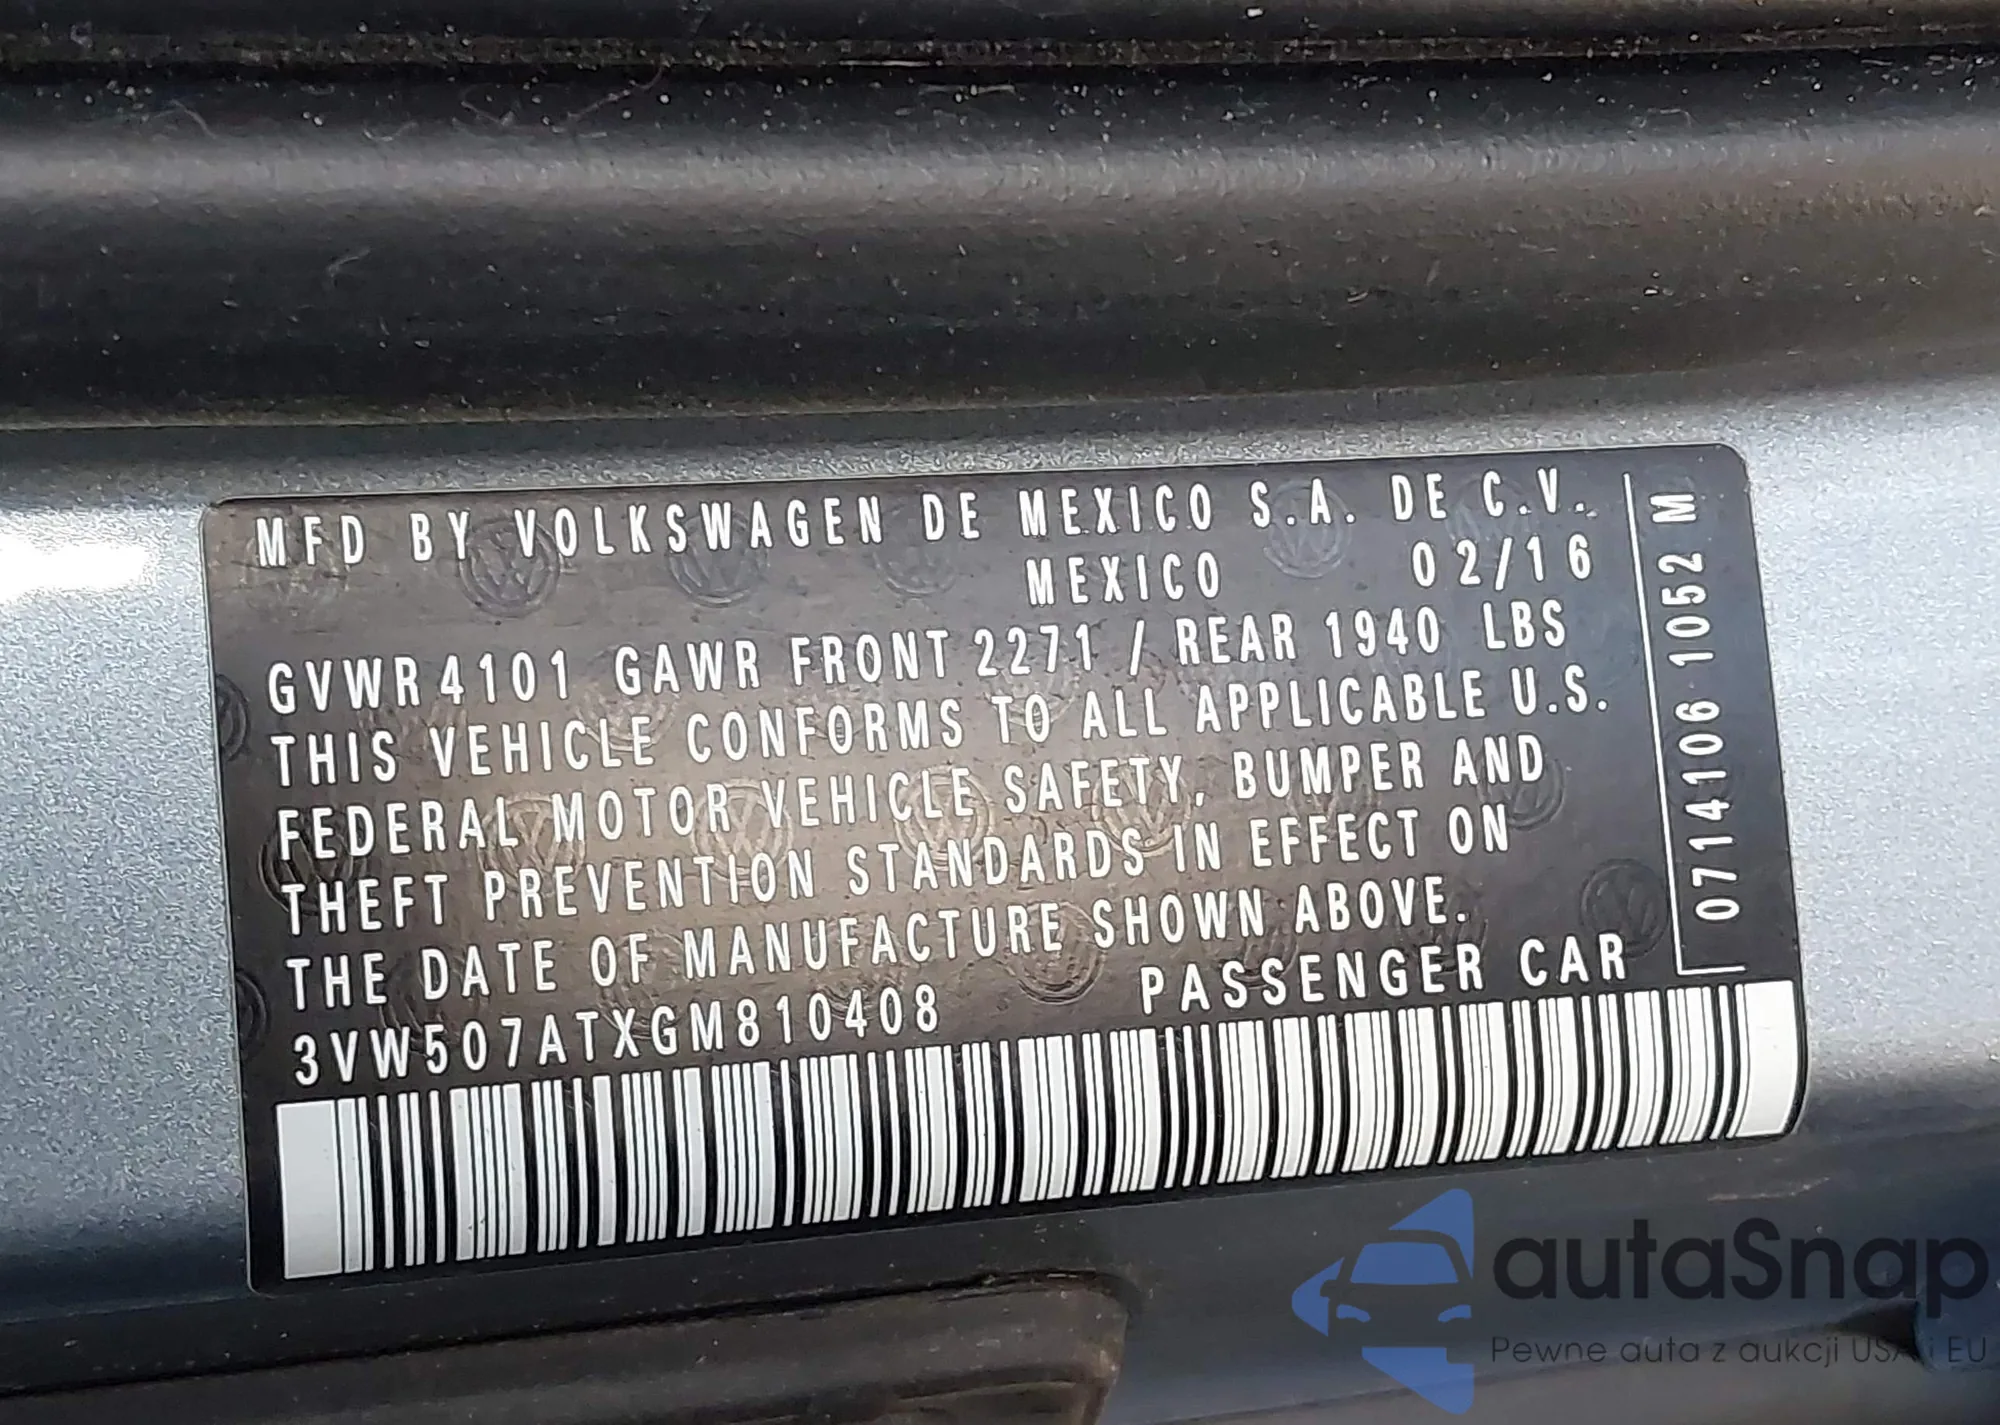 MFD BY VOLKSWAGEN DE MEXICO S.A. DE C.V.
MEXICO 02/16
GVWR 4101 GAWR FRONT 2271 / REAR 1940 LBS
THIS VEHICLE CONFORMS TO ALL APPLICABLE U.S.
FEDERAL MOTOR VEHICLE SAFETY, BUMPER AND
THEFT PREVENTION STANDARDS IN EFFECT ON
THE DATE OF MANUFACTURE SHOWN ABOVE.
3VW507ATXGM810408 PASSENGER CAR
0714106 1052 M
autaSnap
Pewne auta z aukcji USA i EU